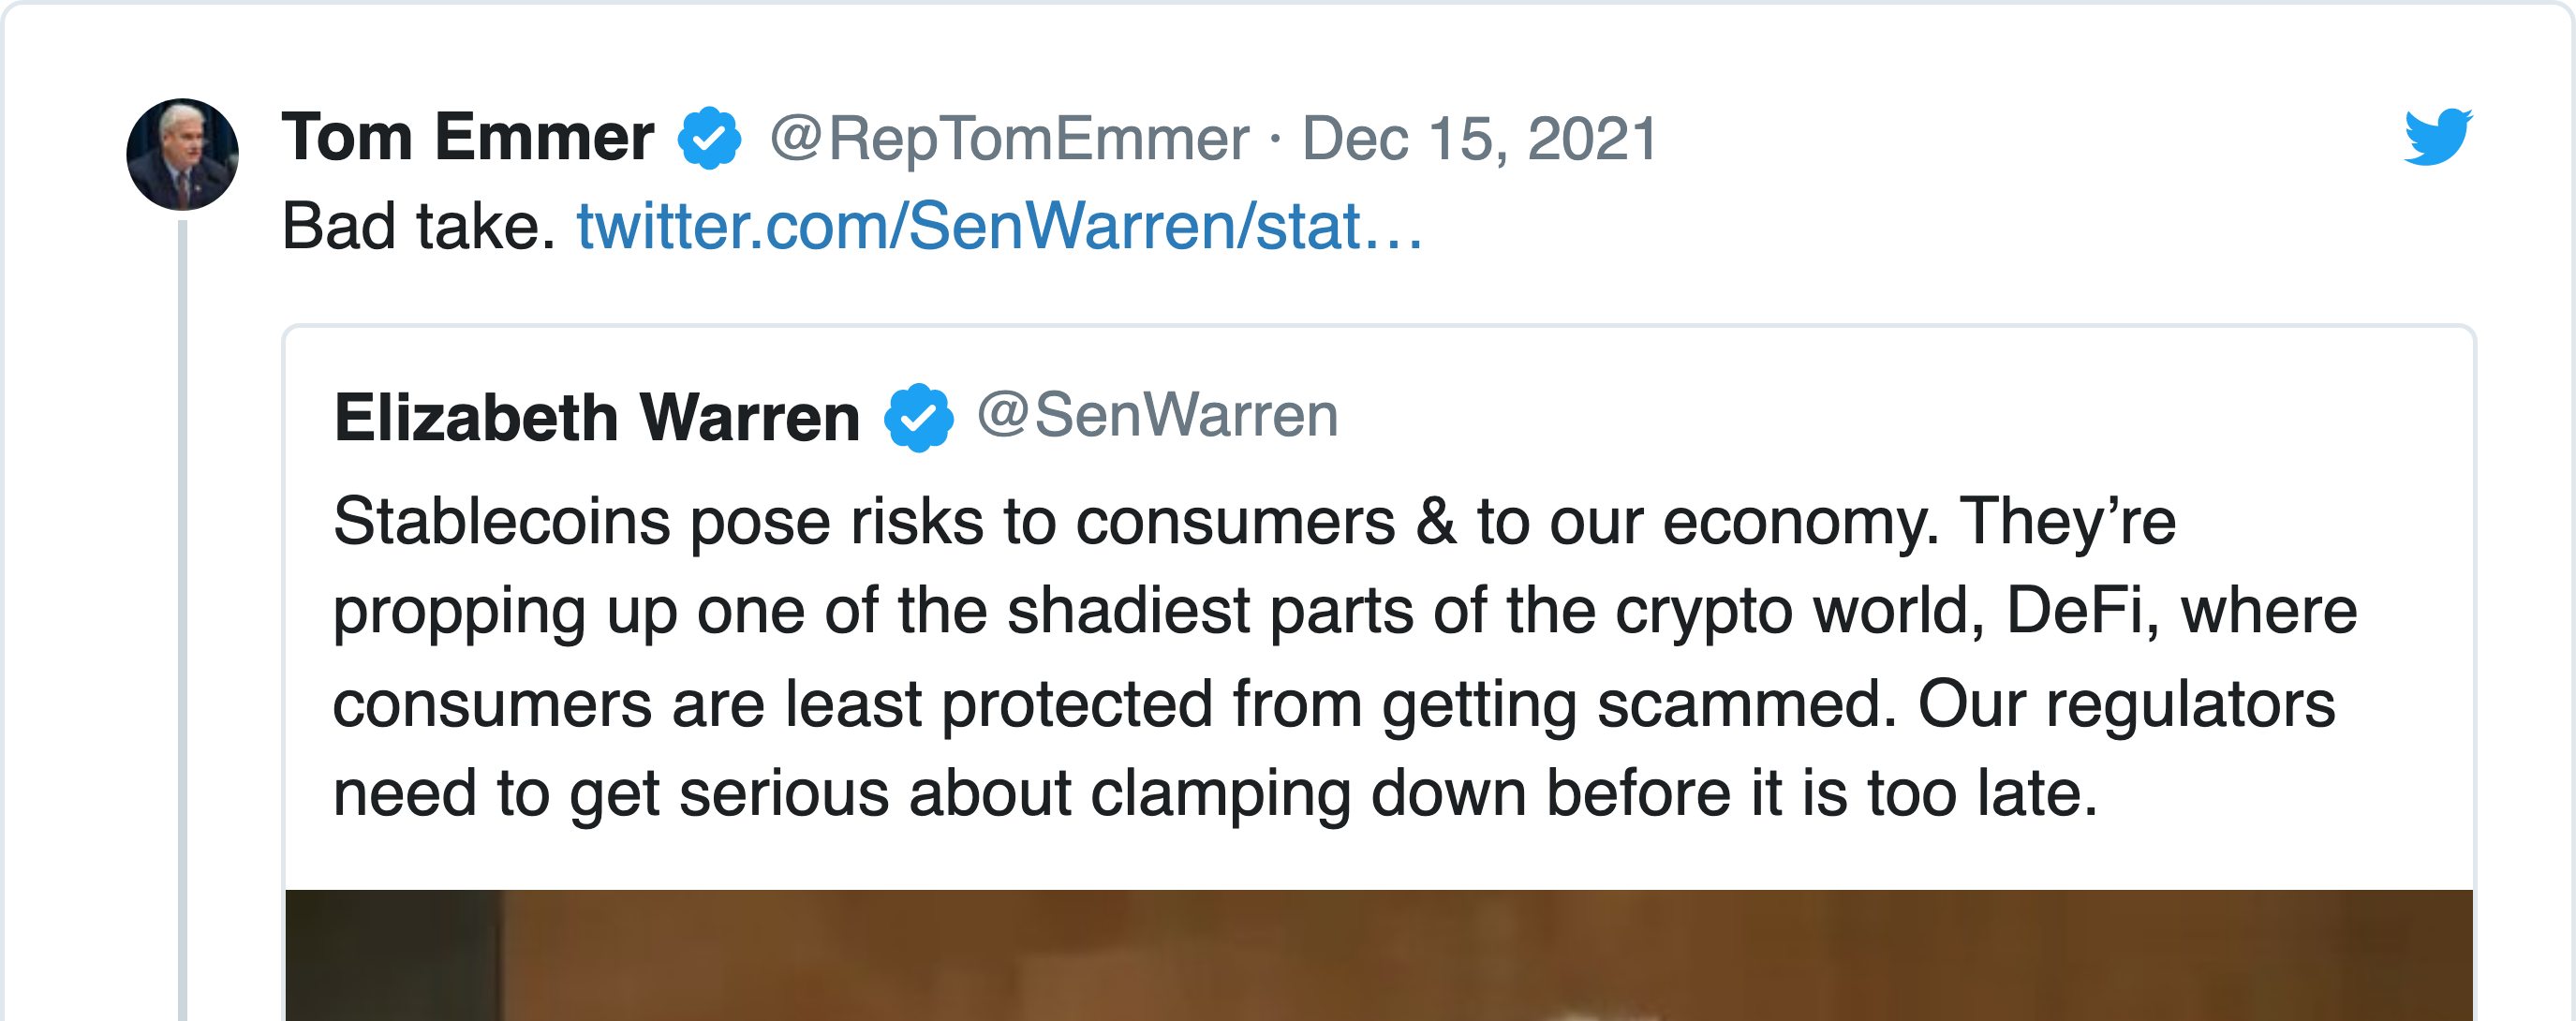 Tom Emmer @RepTomEmmer · Dec 15, 2021
Bad take. twitter.com/SenWarren/stat…
Elizabeth Warren @SenWarren
Stablecoins pose risks to consumers & to our economy. They’re
propping up one of the shadiest parts of the crypto world, DeFi, where
consumers are least protected from getting scammed. Our regulators
need to get serious about clamping down before it is too late.